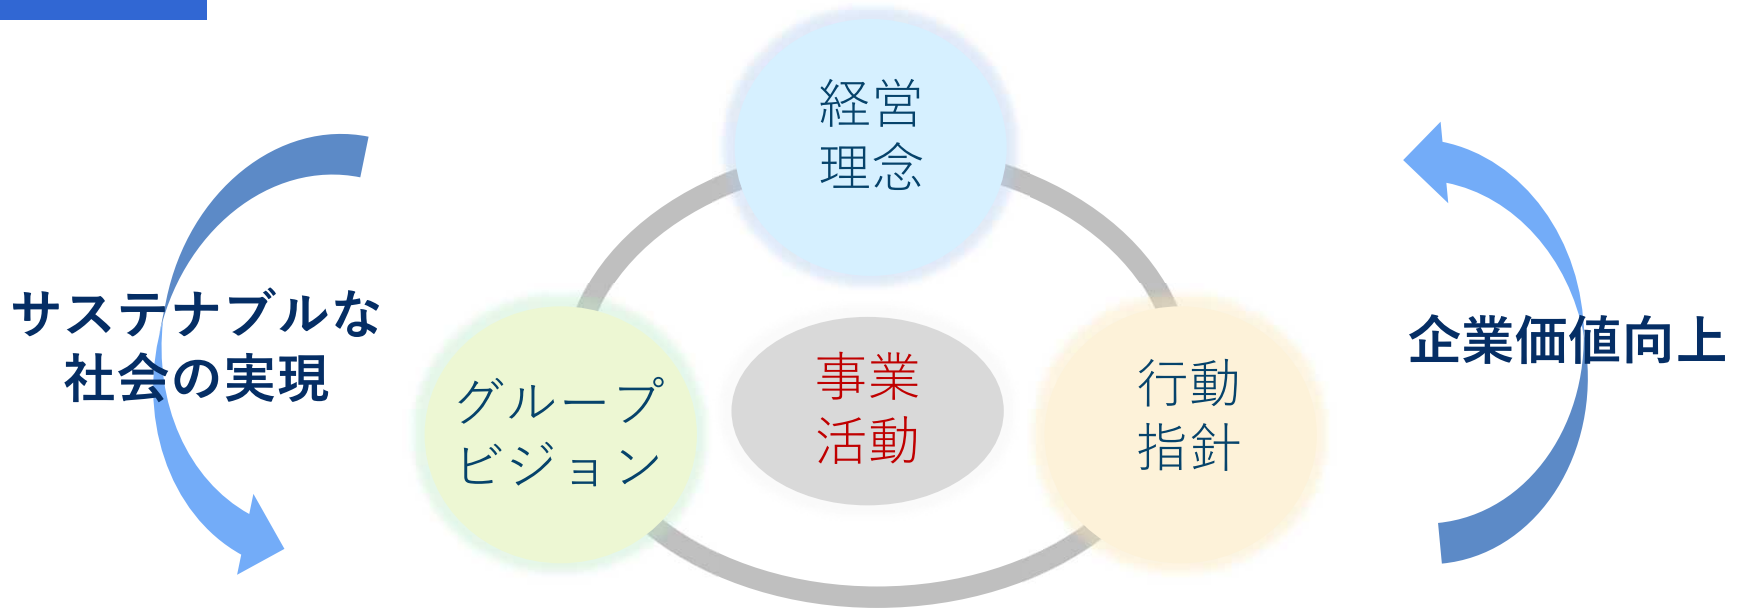 経営
理念
サステナブルな
社会の実現
グループ
ビジョン
事業
活動
行動
指針
企業価値向上